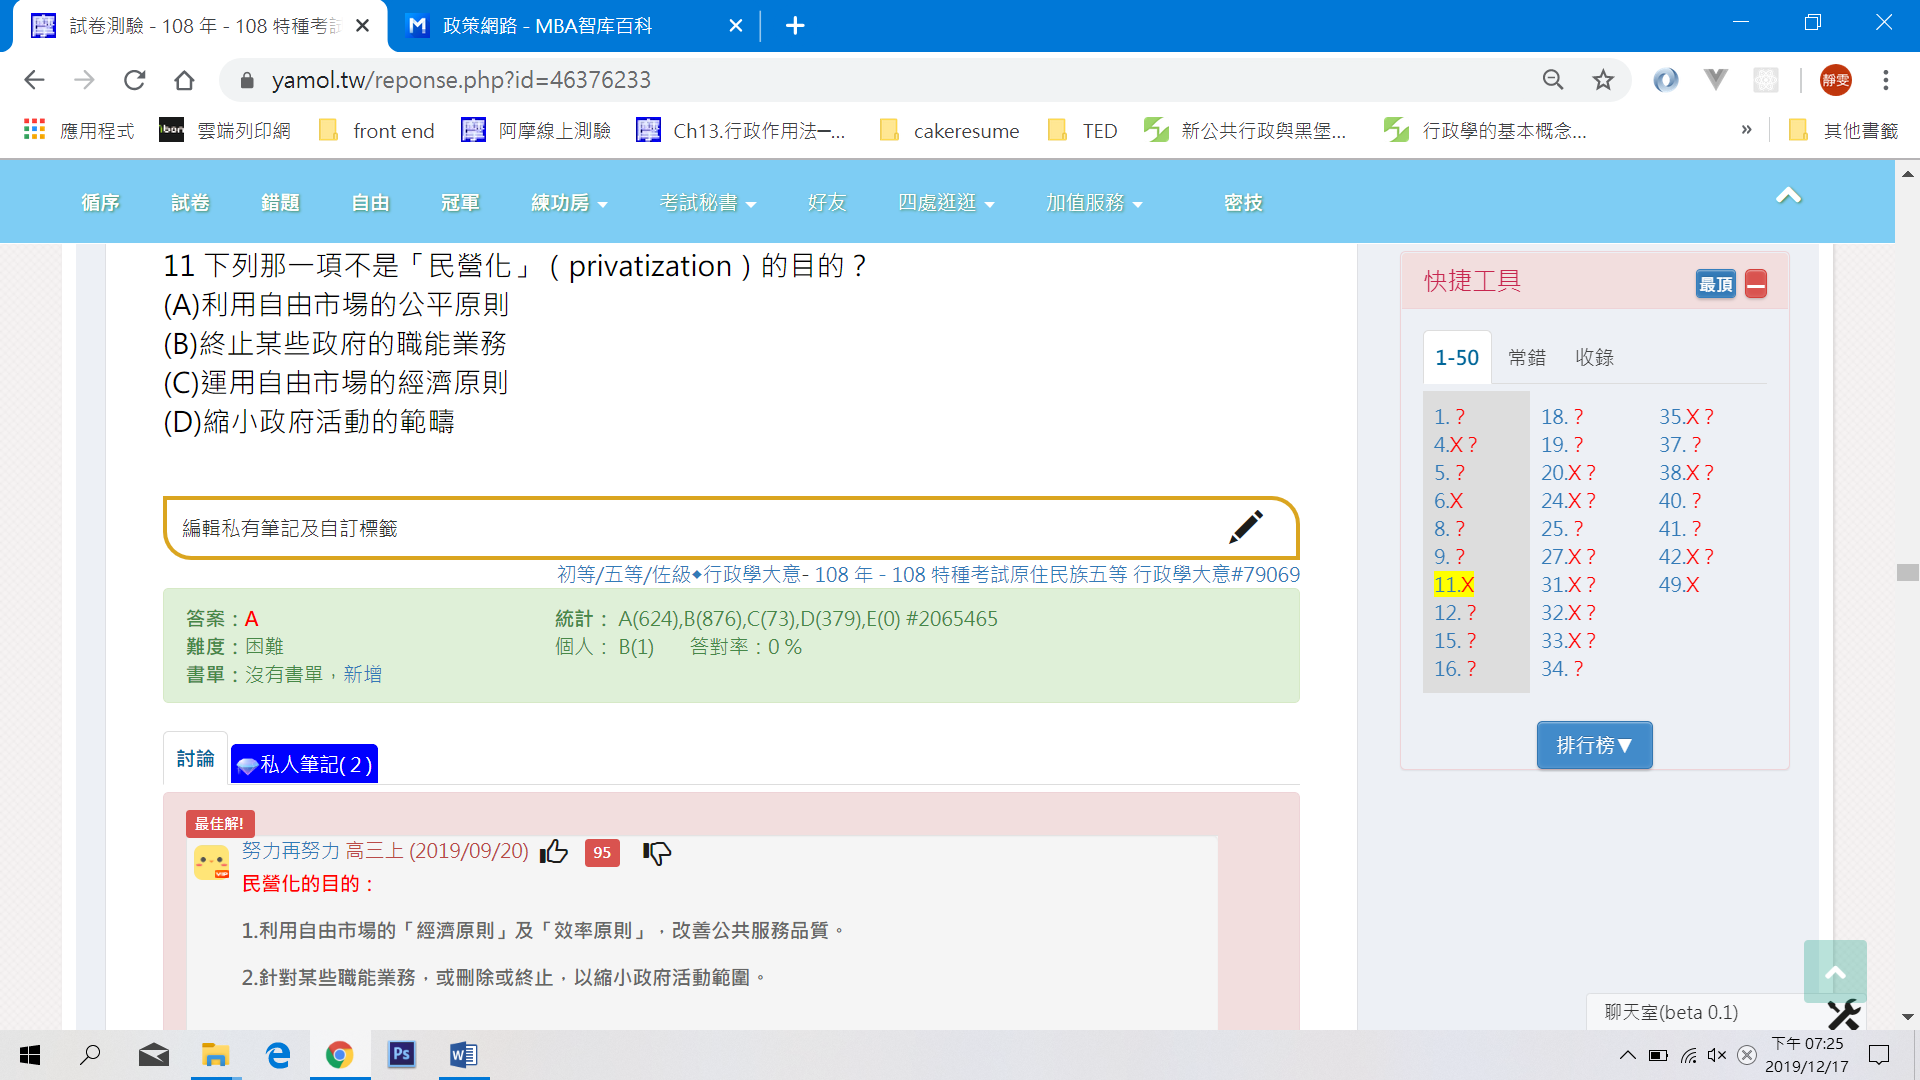 試卷測驗 - 108 年 - 108 特種考試
政策網路 - MBA智库百科
yamol.tw/reponse.php?id=46376233
靜雯
應用程式
ibon
雲端列印網
front end
阿摩線上測驗
Ch13.行政作用法一...
cakeresume
TED
新公共行政與黑堡...
行政學的基本概念...
»
其他書籤
循序
試卷
錯題
自由
冠軍
練功房
考試秘書
好友
四處逛逛
加值服務
密技
11 下列那一項不是「民營化」（privatization）的目的？
(A)利用自由市場的公平原則
(B)終止某些政府的職能業務
(C)運用自由市場的經濟原則
(D)縮小政府活動的範疇
編輯私有筆記及自訂標籤
初等/五等/佐級◆行政學大意- 108 年 - 108 特種考試原住民族五等 行政學大意#79069
答案：A
統計： A(624),B(876),C(73),D(379),E(0) #2065465
難度：困難
個人： B(1) 答對率：0 %
書單：沒有書單，新增
討論
私人筆記( 2 )
最佳解!
努力再努力 高三上 (2019/09/20)
95
VIP
民營化的目的：
1.利用自由市場的「經濟原則」及「效率原則」，改善公共服務品質。
2.針對某些職能業務，或刪除或終止，以縮小政府活動範圍。
快捷工具
最頂
1-50
常錯
收錄
1. ?
4.X ?
5. ?
6.X
8. ?
9. ?
11.X
12. ?
15. ?
16. ?
18. ?
19. ?
20.X ?
24.X ?
25. ?
27.X ?
31.X ?
32.X ?
33.X ?
34. ?
35.X ?
37. ?
38.X ?
40. ?
41. ?
42.X ?
49.X
排行榜▼
聊天室(beta 0.1)
Ps
下午 07:25
2019/12/17